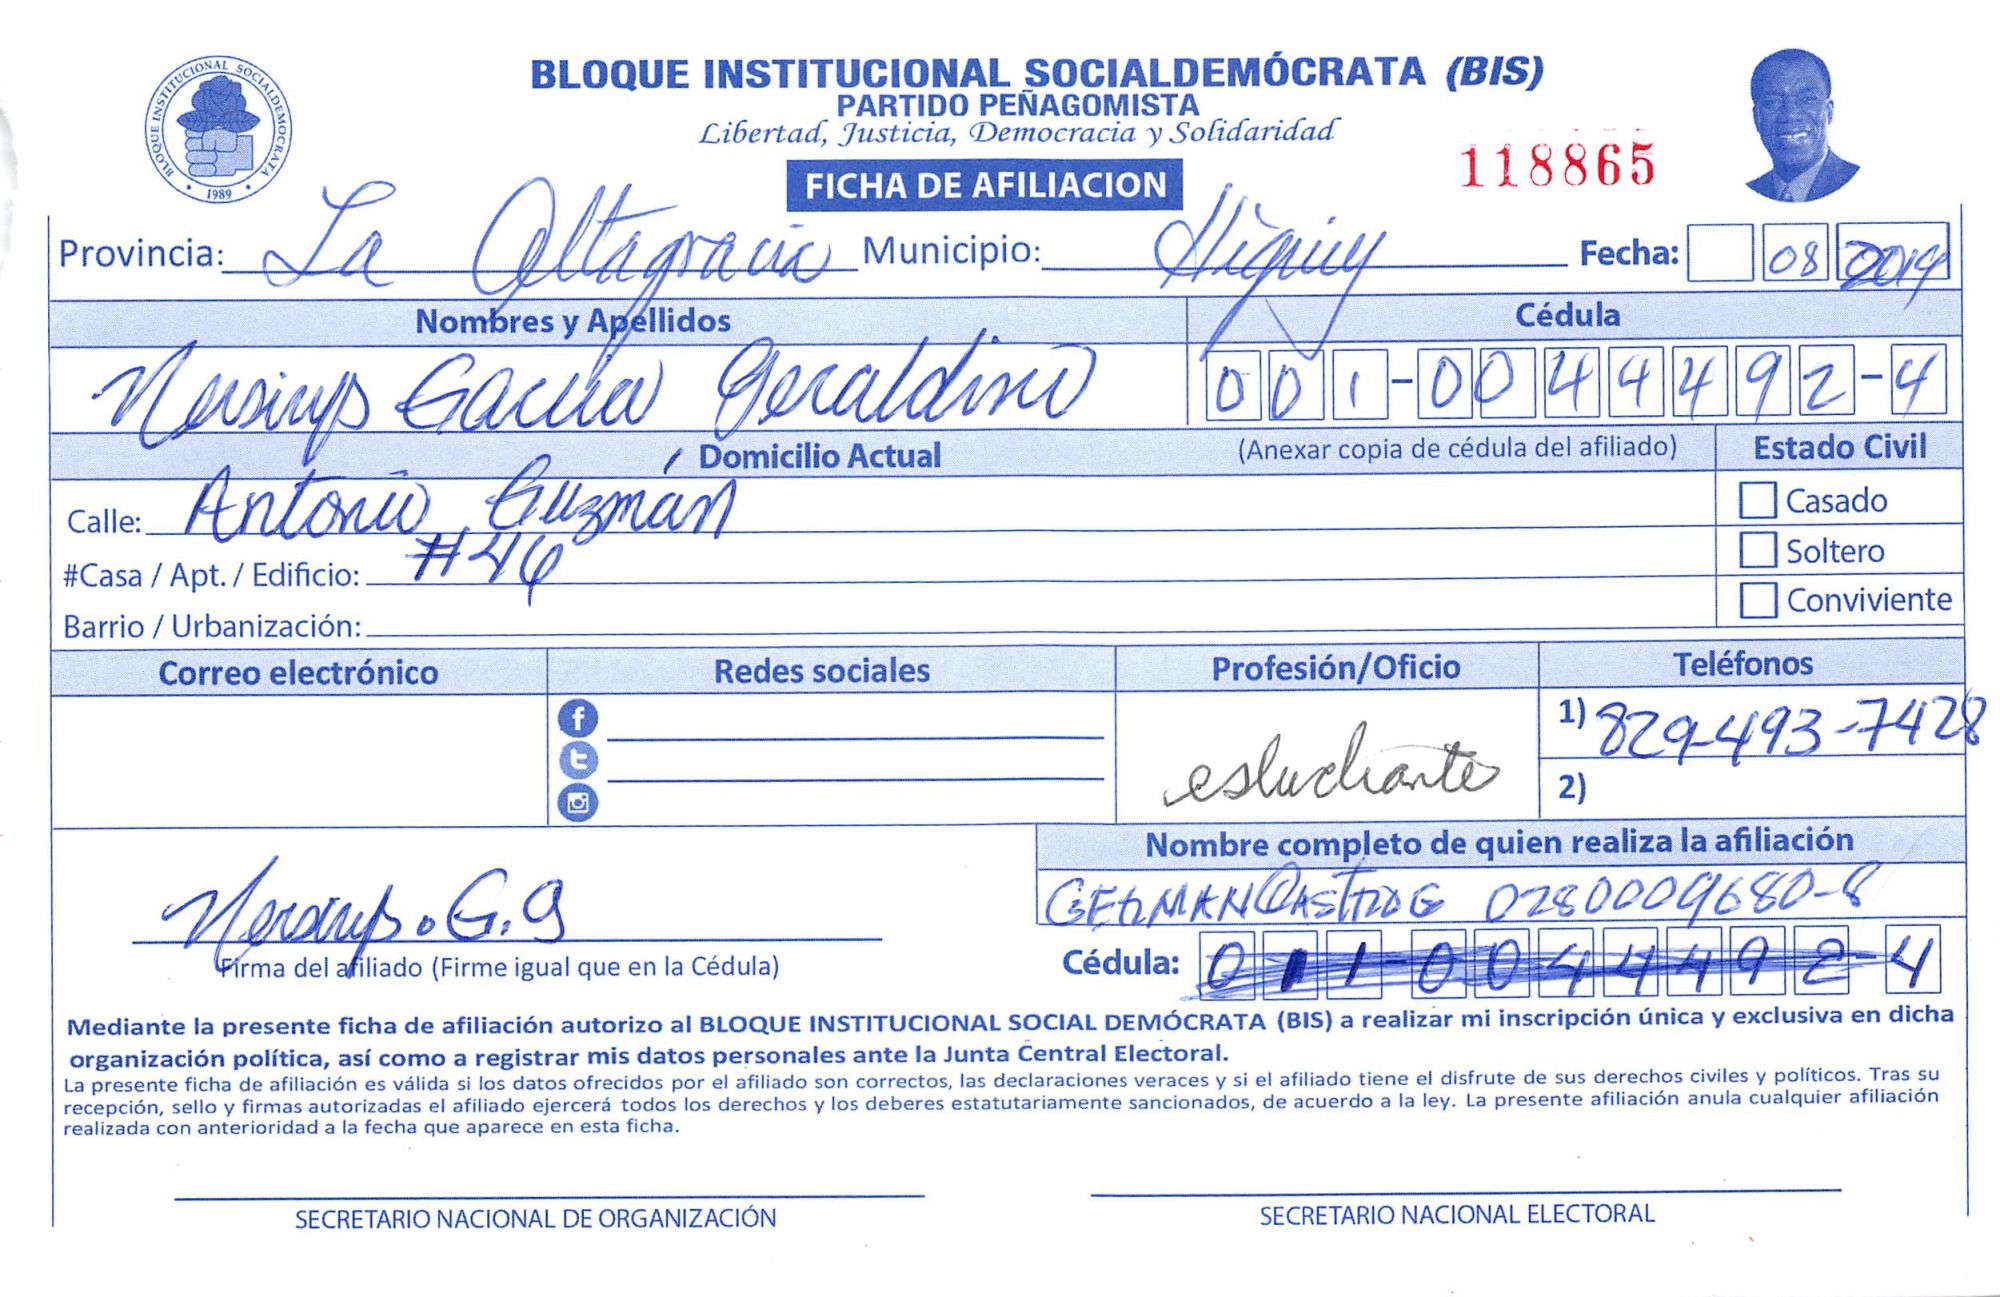 BLOQUE INSTITUCIONAL SOCIALDEMÓCRATA (BIS)
PARTIDO PEÑAGOMISTA
Libertad, Justicia, Democracia y Solidaridad
BLOQUE INSTITUCIONAL SOCIALDEMOCRATA
• 1989 •
118865
FICHA DE AFILIACION
Provincia: La Altagracia Municipio: Higuey Fecha: 08 2019
Nombres y Apellidos Cédula
Geraldino 001-0044492-4
Domicilio Actual (Anexar copia de cédula del afiliado) Estado Civil
Calle: Antonio Guzmán Casado
#Casa / Apt. / Edificio: #46 Soltero
Barrio / Urbanización: Conviviente
Correo electrónico Redes sociales Profesión/Oficio Teléfonos
estudiante 1) 829-493-7428
2)
Nombre completo de quien realiza la afiliación
GERMAN CASTRO G 0280009680-8
Firma del afiliado (Firme igual que en la Cédula) Cédula: 011-0044492-4
Mediante la presente ficha de afiliación autorizo al BLOQUE INSTITUCIONAL SOCIAL DEMÓCRATA (BIS) a realizar mi inscripción única y exclusiva en dicha
organización política, así como a registrar mis datos personales ante la Junta Central Electoral.
La presente ficha de afiliación es válida si los datos ofrecidos por el afiliado son correctos, las declaraciones veraces y si el afiliado tiene el disfrute de sus derechos civiles y políticos. Tras su
recepción, sello y firmas autorizadas el afiliado ejercerá todos los derechos y los deberes estatutariamente sancionados, de acuerdo a la ley. La presente afiliación anula cualquier afiliación
realizada con anterioridad a la fecha que aparece en esta ficha.
SECRETARIO NACIONAL DE ORGANIZACIÓN SECRETARIO NACIONAL ELECTORAL